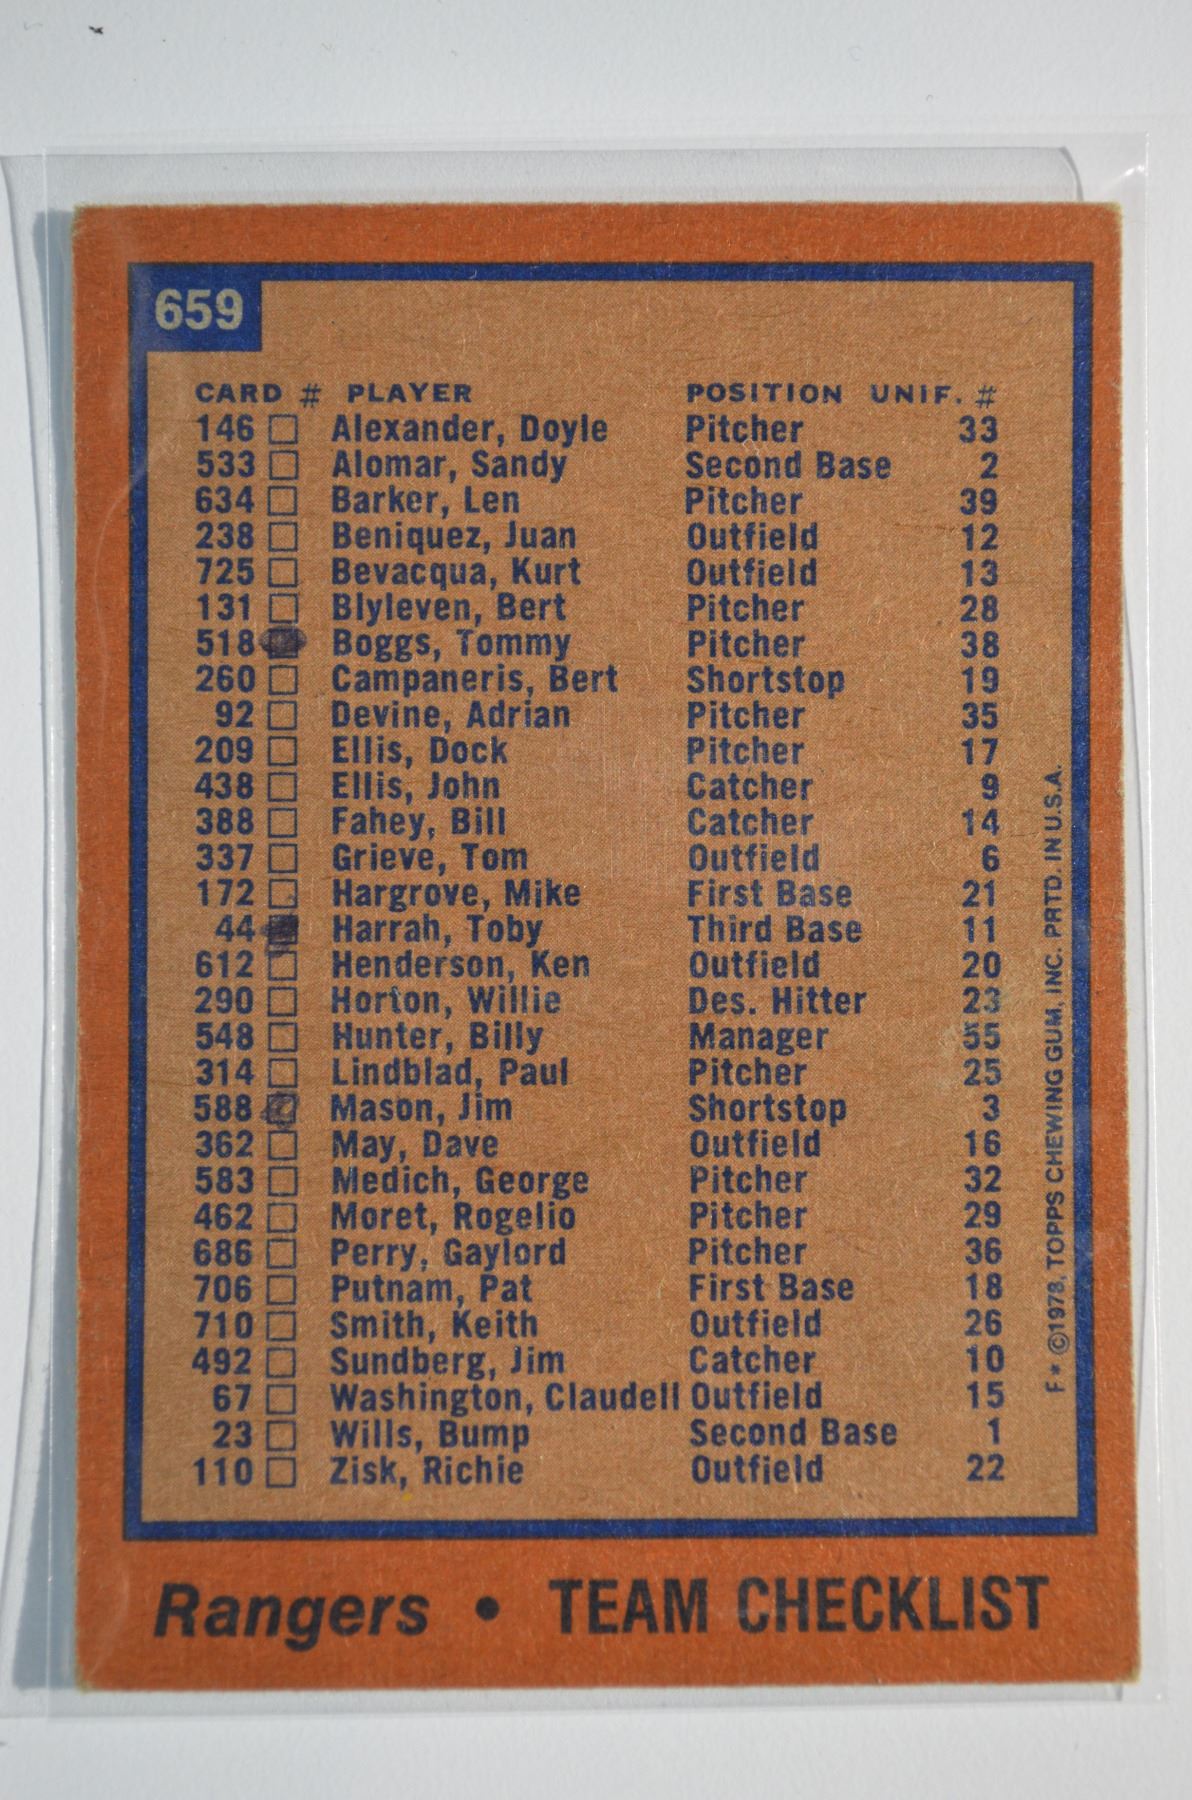 659
CARD # PLAYER POSITION UNIF. #
146 Alexander, Doyle Pitcher 33
533 Alomar, Sandy Second Base 2
634 Barker, Len Pitcher 39
238 Beniquez, Juan Outfield 12
725 Bevacqua, Kurt Outfield 13
131 Blyleven, Bert Pitcher 28
518 Boggs, Tommy Pitcher 38
260 Campaneris, Bert Shortstop 19
92 Devine, Adrian Pitcher 35
209 Ellis, Dock Pitcher 17
438 Ellis, John Catcher 9
388 Fahey, Bill Catcher 14
337 Grieve, Tom Outfield 6
172 Hargrove, Mike First Base 21
44 Harrah, Toby Third Base 11
612 Henderson, Ken Outfield 20
290 Horton, Willie Des. Hitter 23
548 Hunter, Billy Manager 55
314 Lindblad, Paul Pitcher 25
588 Mason, Jim Shortstop 3
362 May, Dave Outfield 16
583 Medich, George Pitcher 32
462 Moret, Rogelio Pitcher 29
686 Perry, Gaylord Pitcher 36
706 Putnam, Pat First Base 18
710 Smith, Keith Outfield 26
492 Sundberg, Jim Catcher 10
67 Washington, Claudell Outfield 15
23 Wills, Bump Second Base 1
110 Zisk, Richie Outfield 22
F* ©1978, TOPPS CHEWING GUM, INC. PRTD. IN U.S.A.
Rangers • TEAM CHECKLIST